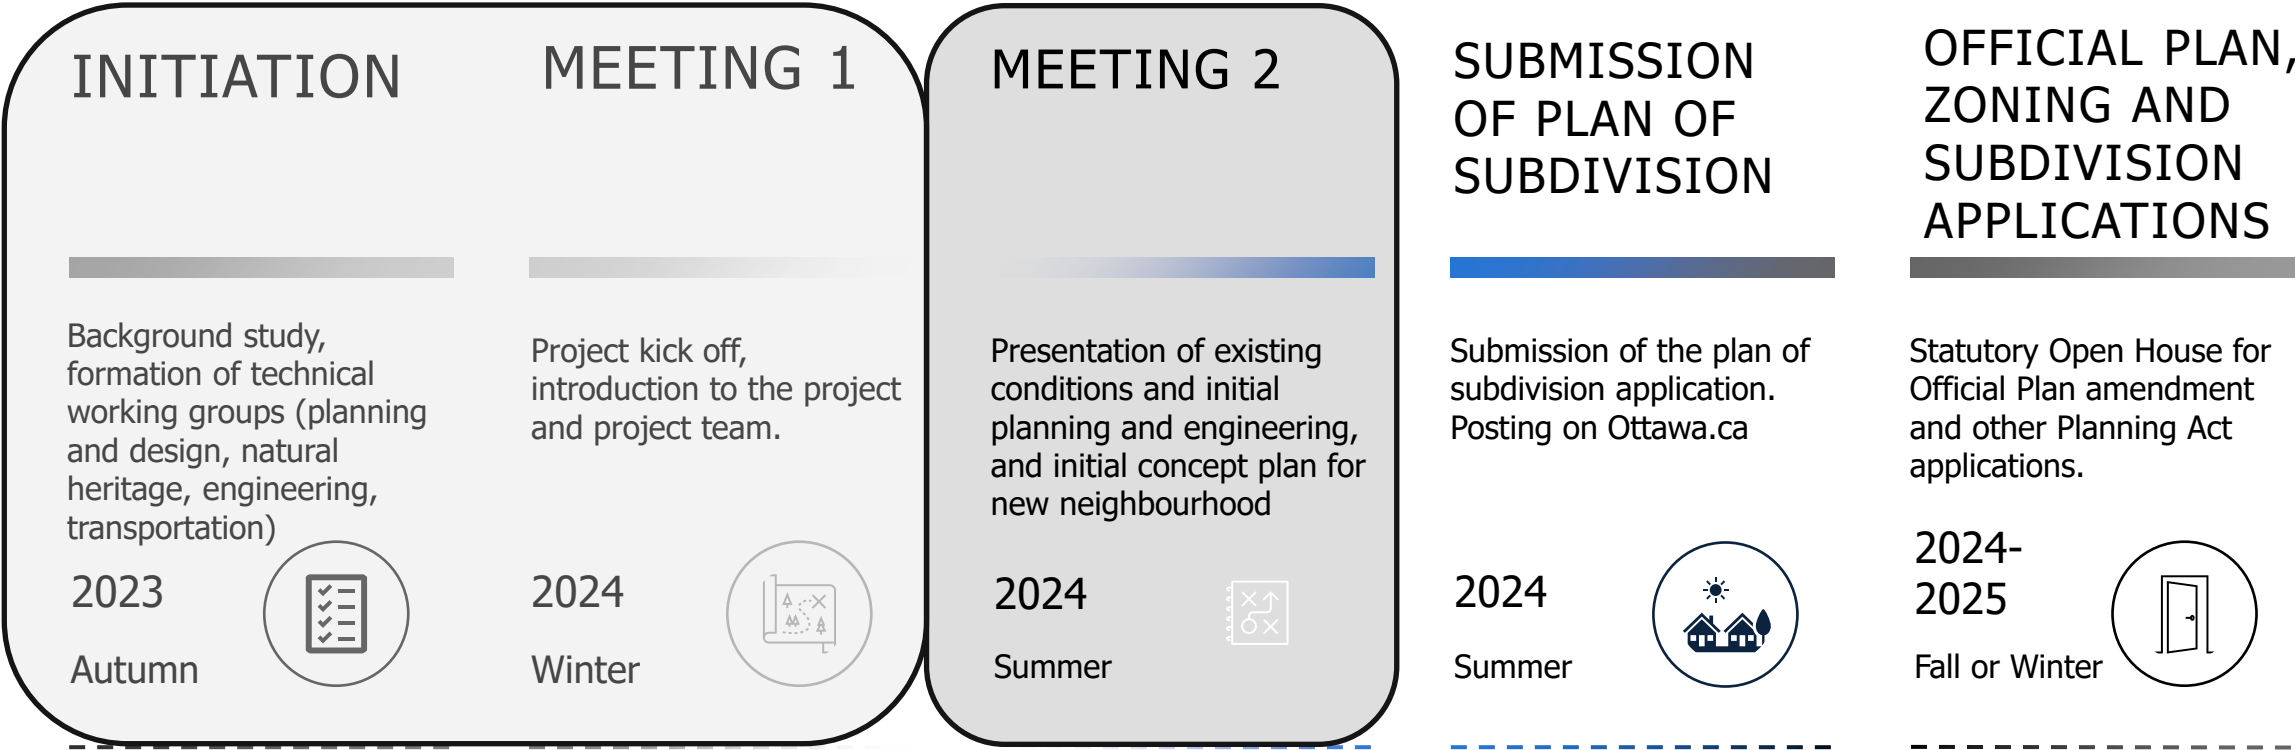 INITIATION
Background study,
formation of technical
working groups (planning
and design, natural
heritage, engineering,
transportation)
2023
Autumn
MEETING 1
Project kick off,
introduction to the project
and project team.
2024
Winter
MEETING 2
Presentation of existing
conditions and initial
planning and engineering,
and initial concept plan for
new neighbourhood
2024
Summer
SUBMISSION
OF PLAN OF
SUBDIVISION
Submission of the plan of
subdivision application.
Posting on Ottawa.ca
2024
Summer
OFFICIAL PLAN,
ZONING AND
SUBDIVISION
APPLICATIONS
Statutory Open House for
Official Plan amendment
and other Planning Act
applications.
2024-
2025
Fall or Winter